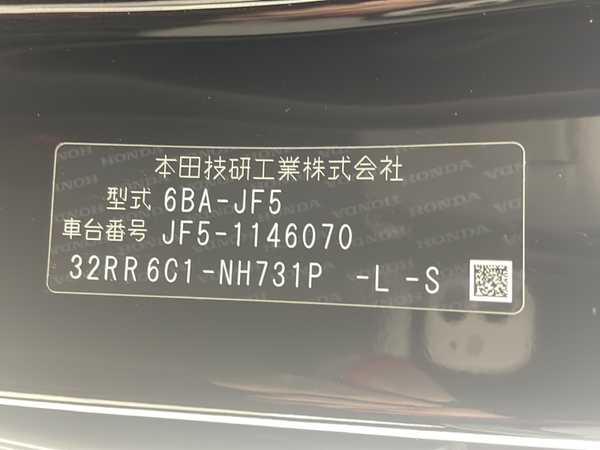 本田技研工業株式会社
型式 6BA-JF5
車台番号 JF5-1146070
32RR6C1-NH731P -L-S